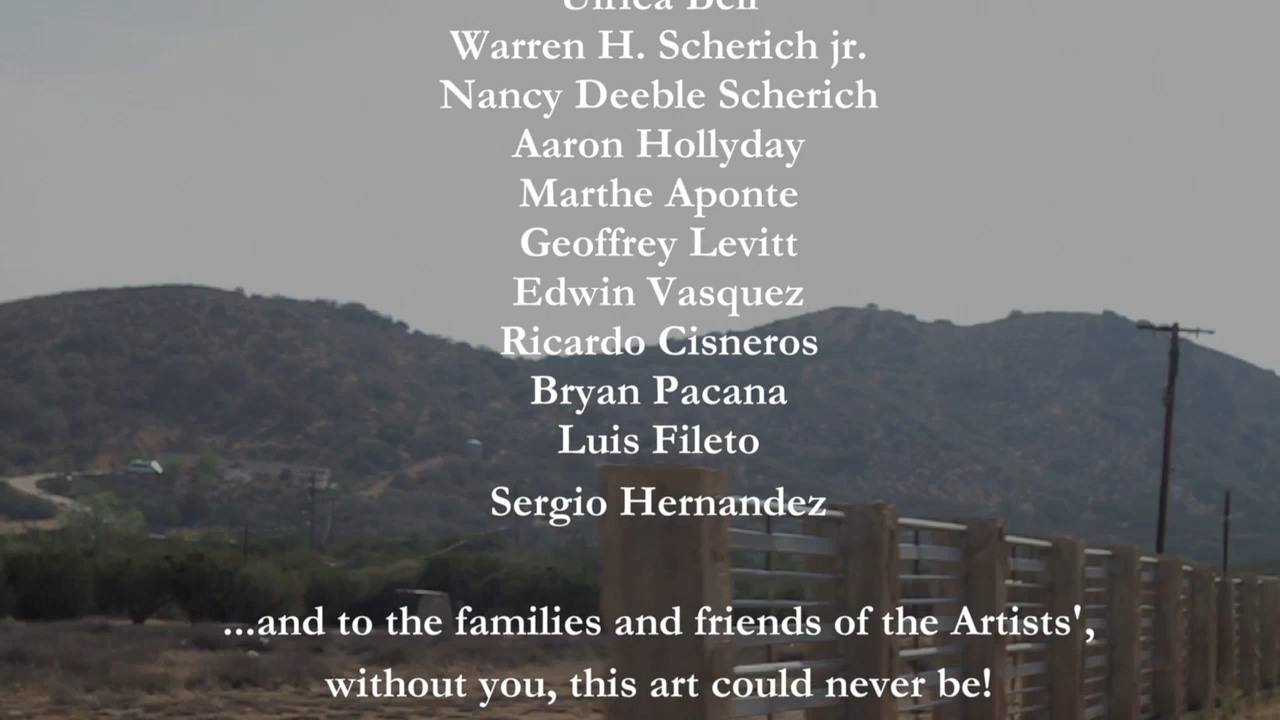 Warren H. Scherich jr.
Nancy Deeble Scherich
Aaron Hollyday
Marthe Aponte
Geoffrey Levitt
Edwin Vasquez
Ricardo Cisneros
Bryan Pacana
Luis Fileto
Sergio Hernandez
...and to the families and friends of the Artists',
without you, this art could never be!